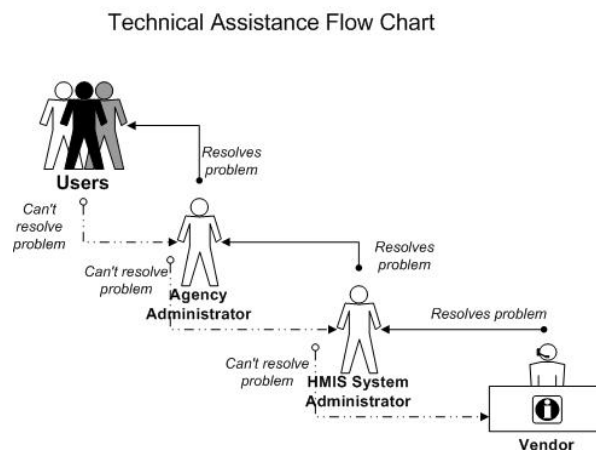 Technical Assistance Flow Chart
Resolves
problem
Users
Can't
resolve
problem
Resolves
problem
Can't resolve
problem
Agency
Administrator
Resolves problem
Can't resolve
problem
HMIS System
Administrator
i
Vendor